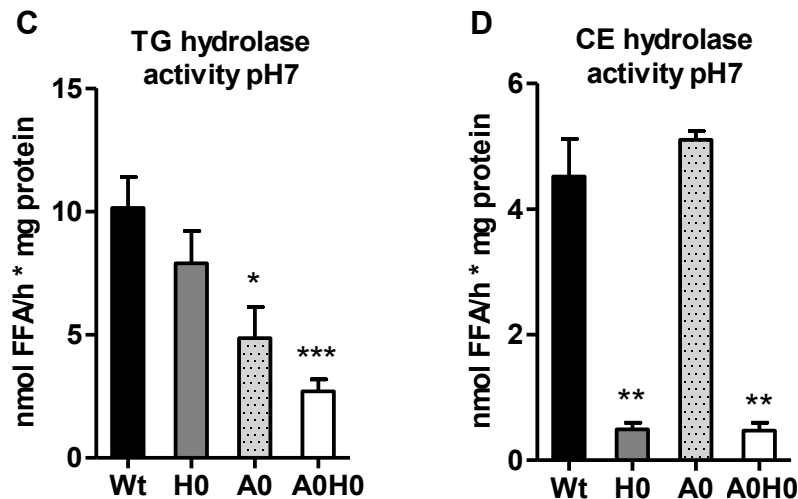 C
TG hydrolase
activity pH7
nmol FFA/h * mg protein
15
10
5
0
*
***
Wt H0 A0 A0H0
D
CE hydrolase
activity pH7
nmol FFA/h * mg protein
6
4
2
0
**
**
Wt H0 A0 A0H0